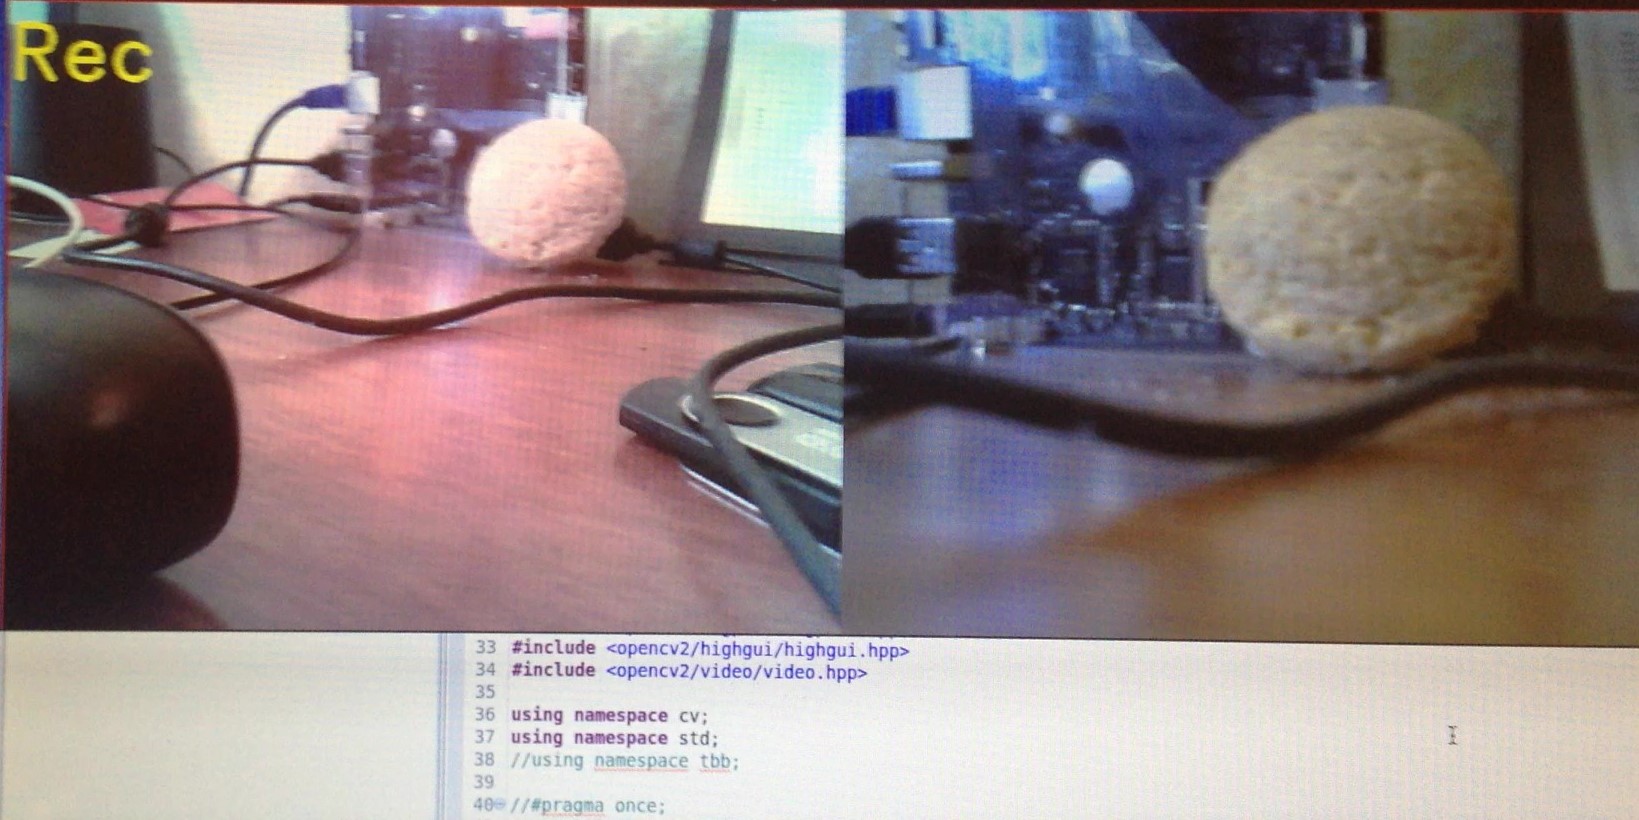 Rec
33 #include <opencv2/highgui/highgui.hpp>
34 #include <opencv2/video/video.hpp>
35
36 using namespace cv;
37 using namespace std;
38 //using namespace tbb;
39
40 //#pragma once;